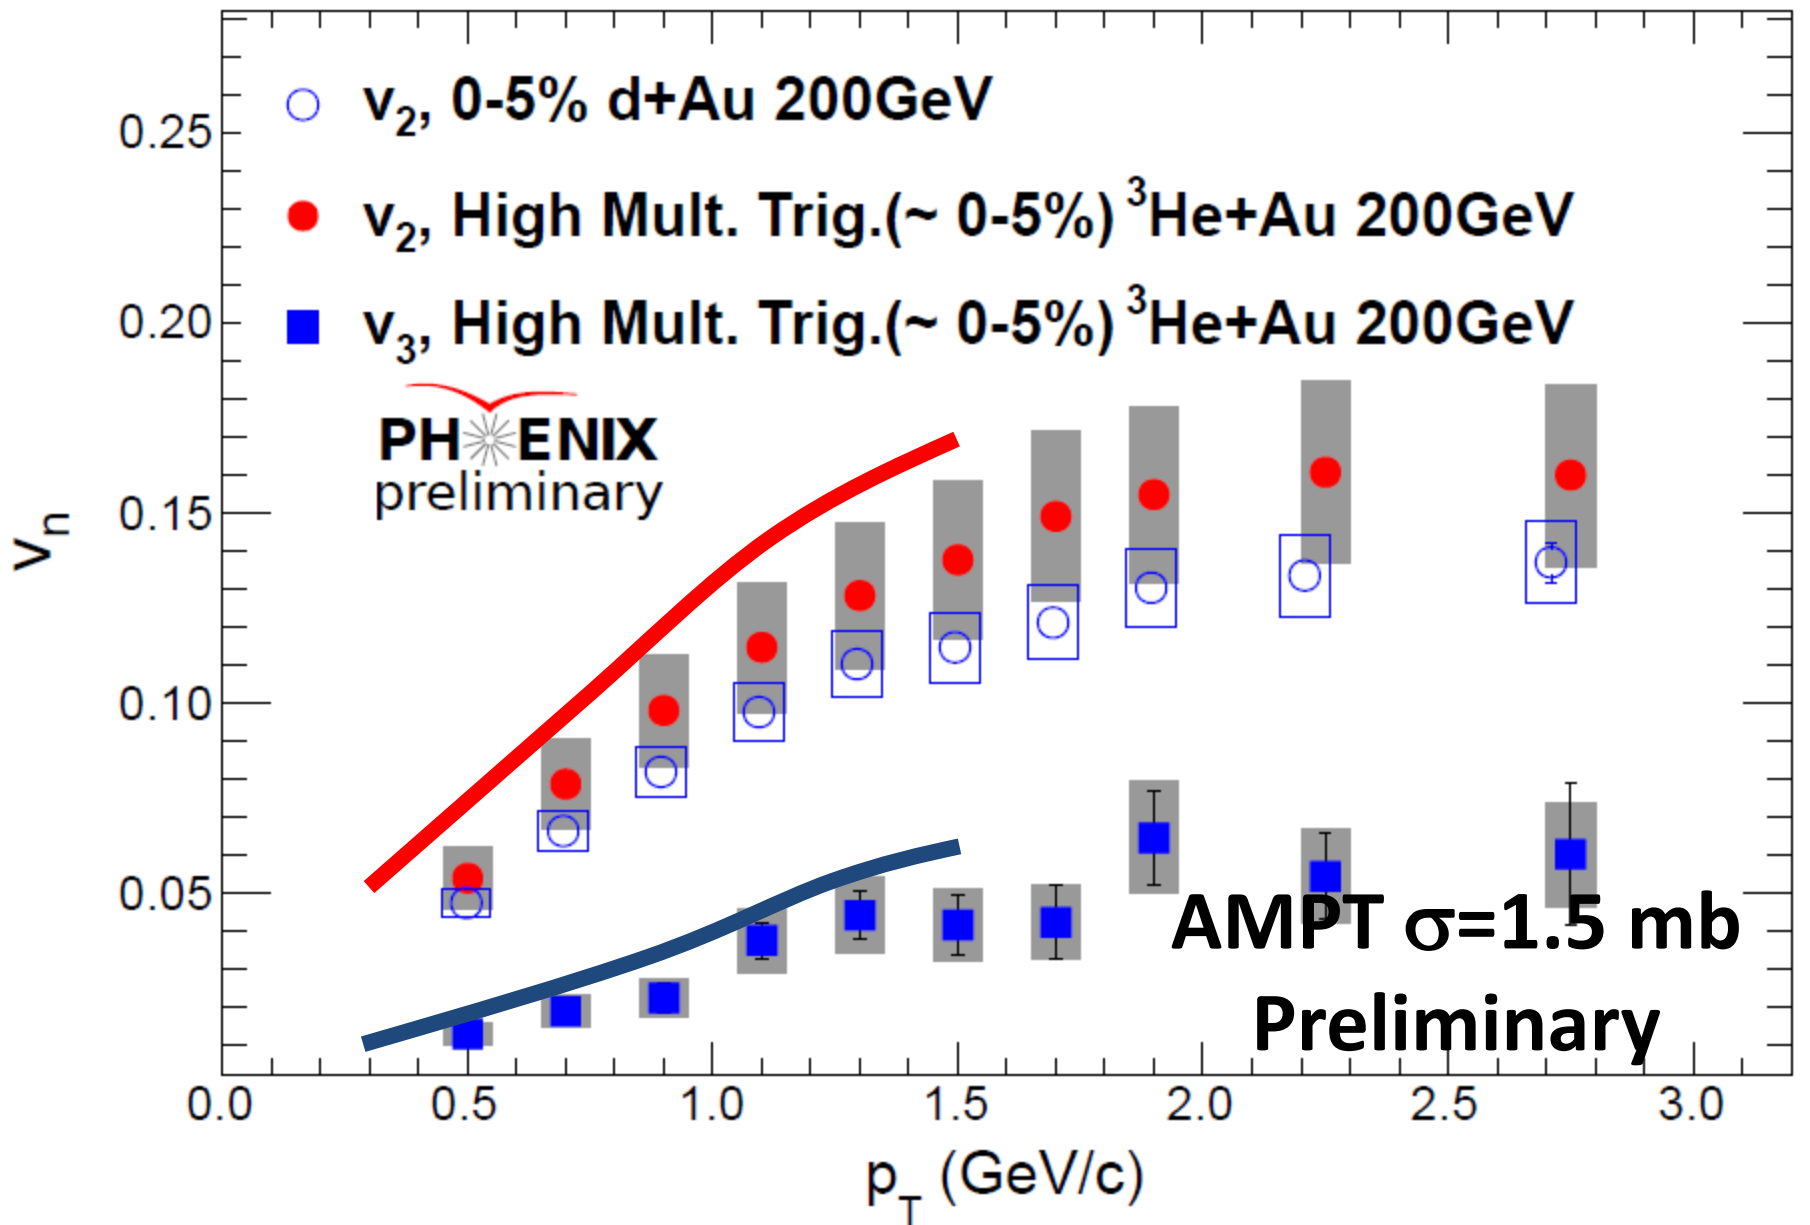 v2, 0-5% d+Au 200GeV
v2, High Mult. Trig.(~ 0-5%) 3He+Au 200GeV
v3, High Mult. Trig.(~ 0-5%) 3He+Au 200GeV
PHENIX
preliminary
vn
0.25
0.20
0.15
0.10
0.05
AMPT σ=1.5 mb
Preliminary
0.0 0.5 1.0 1.5 2.0 2.5 3.0
pT (GeV/c)